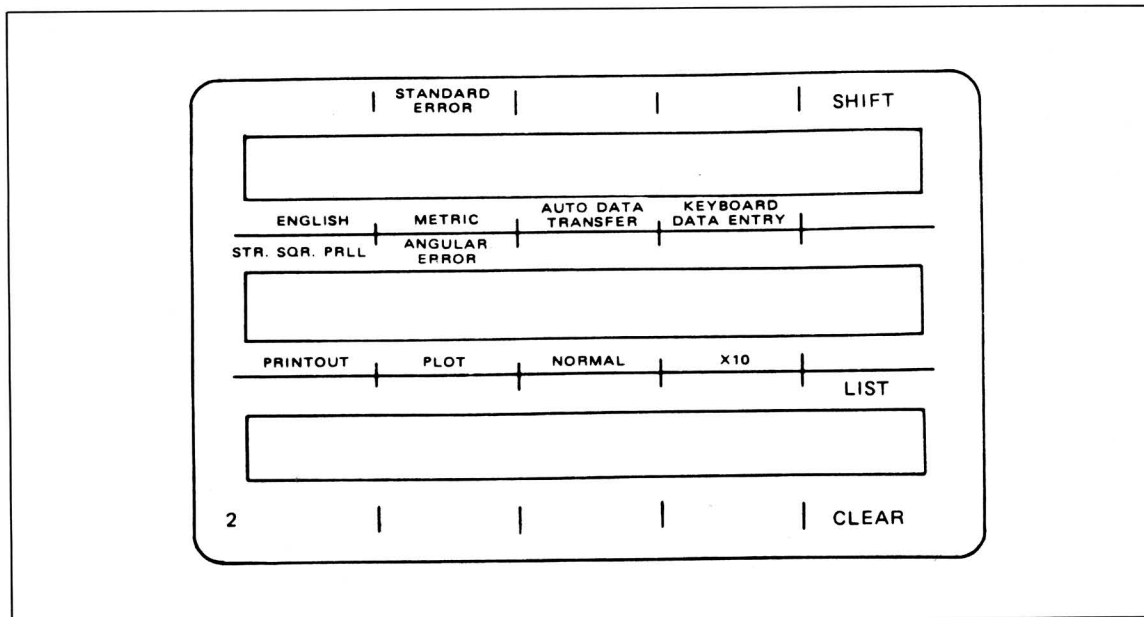 STANDARD
ERROR
SHIFT
ENGLISH
METRIC
AUTO DATA
TRANSFER
KEYBOARD
DATA ENTRY
STR. SQR. PRLL
ANGULAR
ERROR
PRINTOUT
PLOT
NORMAL
X10
LIST
2
CLEAR